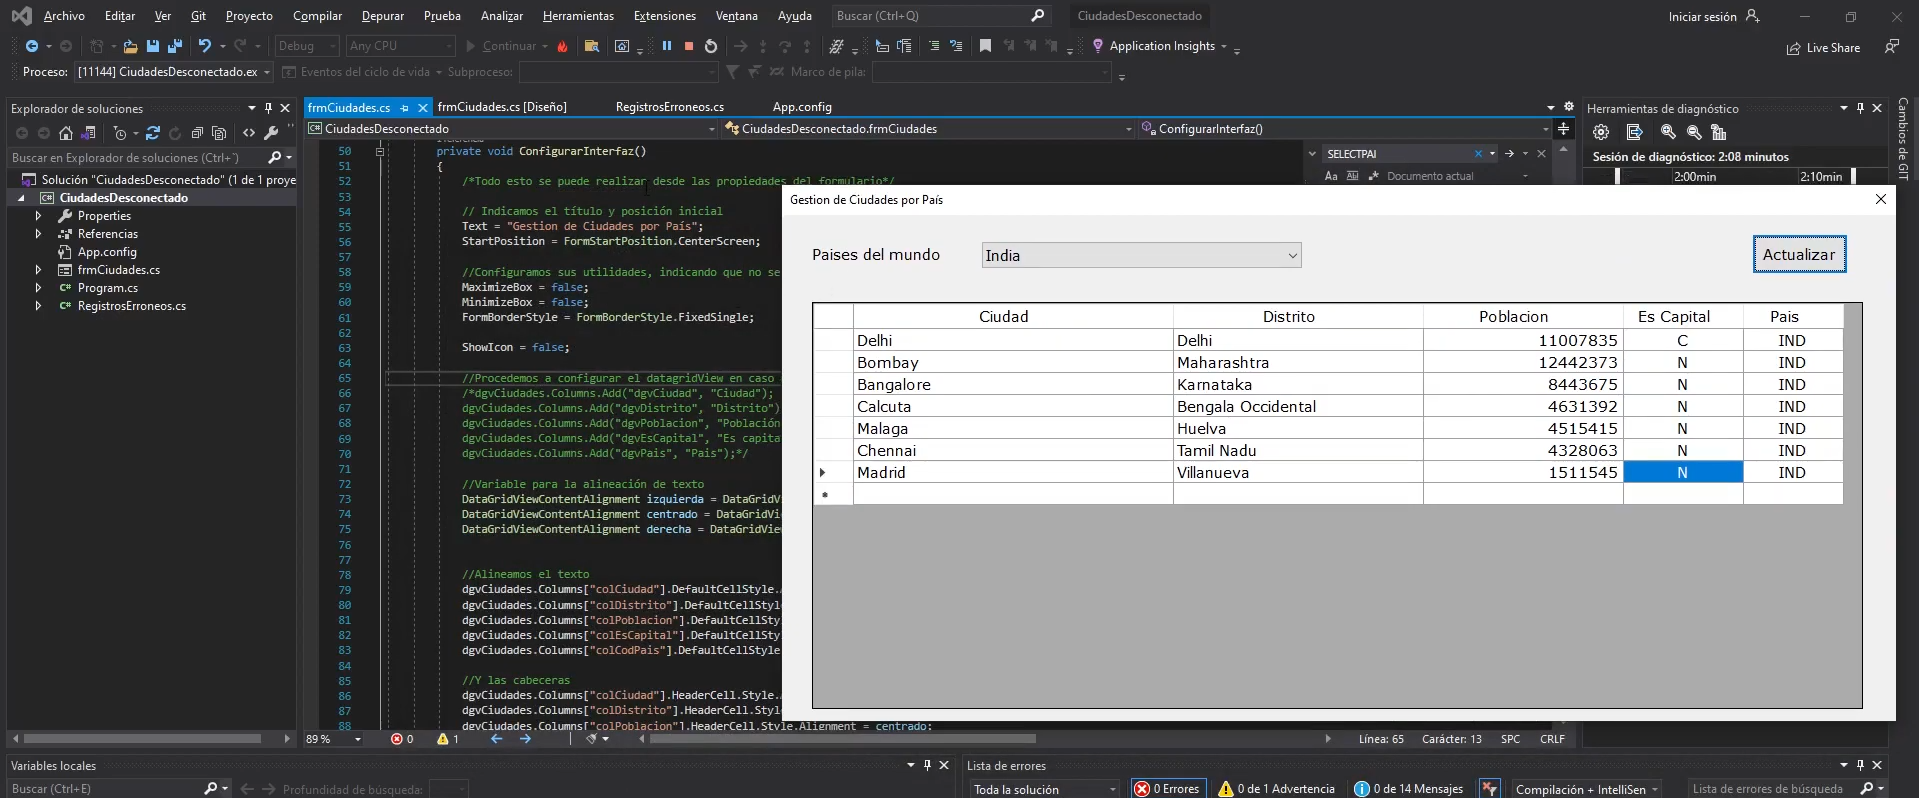 Archivo Editar Ver Git Proyecto Compilar Depurar Prueba Analizar Herramientas Extensiones Ventana Ayuda Buscar (Ctrl+Q) CiudadesDesconectado Iniciar sesión
Debug Any CPU Continuar Application Insights Live Share
Proceso: [11144] CiudadesDesconectado.ex Eventos del ciclo de vida Subproceso: Marco de pila:
Explorador de soluciones
Buscar en Explorador de soluciones (Ctrl+´)
Solución "CiudadesDesconectado" (1 de 1 proye
CiudadesDesconectado
Properties
Referencias
App.config
frmCiudades.cs
Program.cs
RegistrosErroneos.cs
frmCiudades.cs frmCiudades.cs [Diseño] RegistrosErroneos.cs App.config
CiudadesDesconectado CiudadesDesconectado.frmCiudades ConfigurarInterfaz()
SELECTPAI
Aa Documento actual
50 private void ConfigurarInterfaz()
51 {
52 /*Todo esto se puede realizar desde las propiedades del formulario*/
53
54 // Indicamos el título y posición inicial
55 Text = "Gestion de Ciudades por País";
56 StartPosition = FormStartPosition.CenterScreen;
57
58 //Configuramos sus utilidades, indicando que no se
59 MaximizeBox = false;
60 MinimizeBox = false;
61 FormBorderStyle = FormBorderStyle.FixedSingle;
62
63 ShowIcon = false;
64
65 //Procedemos a configurar el datagridView en caso
66 /*dgvCiudades.Columns.Add("dgvCiudad", "Ciudad");
67 dgvCiudades.Columns.Add("dgvDistrito", "Distrito")
68 dgvCiudades.Columns.Add("dgvPoblacion", "Población
69 dgvCiudades.Columns.Add("dgvEsCapital", "Es capita
70 dgvCiudades.Columns.Add("dgvPais", "Pais");*/
71
72 //Variable para la alineación de texto
73 DataGridViewContentAlignment izquierda = DataGridV
74 DataGridViewContentAlignment centrado = DataGridVi
75 DataGridViewContentAlignment derecha = DataGridView
76
77
78 //Alineamos el texto
79 dgvCiudades.Columns["colCiudad"].DefaultCellStyle.
80 dgvCiudades.Columns["colDistrito"].DefaultCellStyle
81 dgvCiudades.Columns["colPoblacion"].DefaultCellSty
82 dgvCiudades.Columns["colEsCapital"].DefaultCellSty
83 dgvCiudades.Columns["colCodPais"].DefaultCellStyle
84
85 //Y las cabeceras
86 dgvCiudades.Columns["colCiudad"].HeaderCell.Style.
87 dgvCiudades.Columns["colDistrito"].HeaderCell.Styl
88 dgvCiudades.Columns["colPoblacion"].HeaderCell.Style.Alignment = centrado;
Gestion de Ciudades por País
Paises del mundo India Actualizar
Ciudad Distrito Poblacion Es Capital Pais
Delhi Delhi 11007835 C IND
Bombay Maharashtra 12442373 N IND
Bangalore Karnataka 8443675 N IND
Calcuta Bengala Occidental 4631392 N IND
Malaga Huelva 4515415 N IND
Chennai Tamil Nadu 4328063 N IND
Madrid Villanueva 1511545 N IND
Herramientas de diagnóstico
Sesión de diagnóstico: 2:08 minutos
2:00min 2:10min
Cambios de GIT
89 % 0 1 Línea: 65 Carácter: 13 SPC CRLF
Variables locales
Buscar (Ctrl+E) Profundidad de búsqueda:
Lista de errores
Toda la solución 0 Errores 0 de 1 Advertencia 0 de 14 Mensajes Compilación + IntelliSen Lista de errores de búsqueda